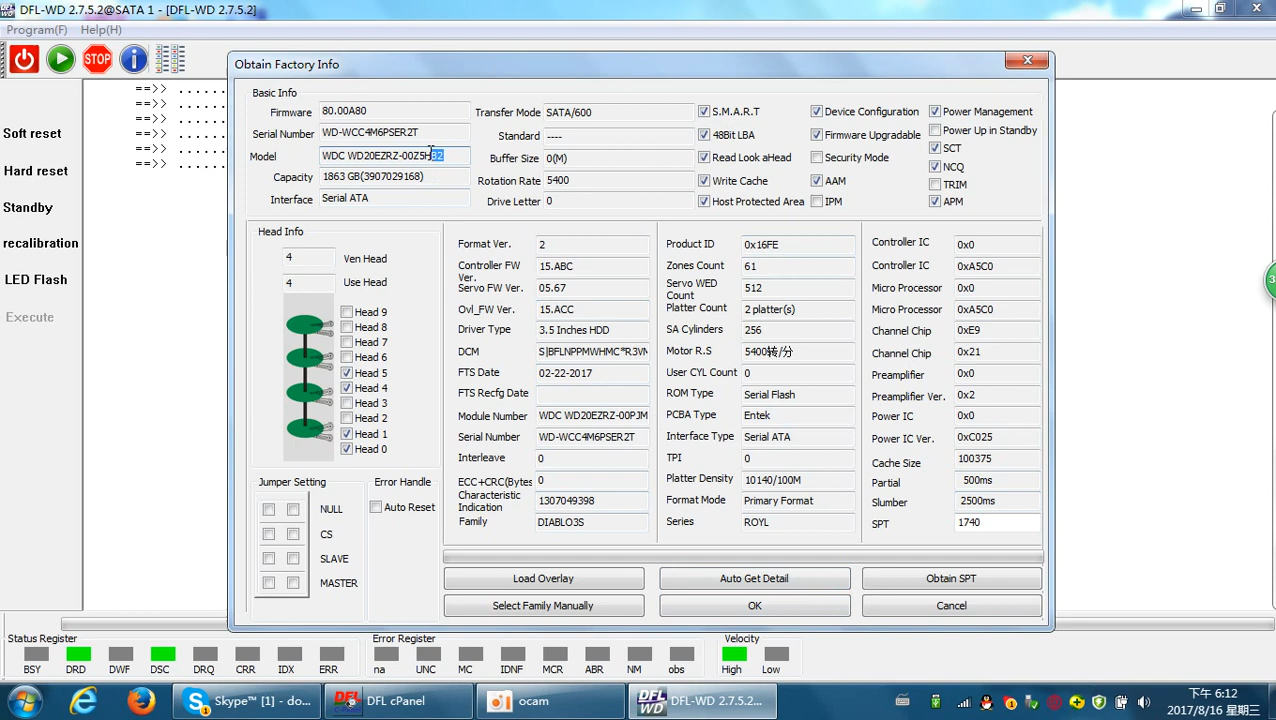 DFL-WD 2.7.5.2@SATA 1 - [DFL-WD 2.7.5.2]
Program(F) Help(H)
STOP
Soft reset
Hard reset
Standby
recalibration
LED Flash
Execute
==>> ......
==>> ......
==>> ......
==>> ......
==>> ......
Obtain Factory Info
Basic Info
Firmware 80.00A80
Serial Number WD-WCC4M6PSER2T
Model WDC WD20EZRZ-00Z5HB2
Capacity 1863 GB(3907029168)
Interface Serial ATA
Transfer Mode SATA/600
Standard ----
Buffer Size 0(M)
Rotation Rate 5400
Drive Letter 0
S.M.A.R.T
48Bit LBA
Read Look aHead
Write Cache
Host Protected Area
Device Configuration
Firmware Upgradable
Security Mode
AAM
IPM
Power Management
Power Up in Standby
SCT
NCQ
TRIM
APM
Head Info
4 Ven Head
4 Use Head
Head 9
Head 8
Head 7
Head 6
Head 5
Head 4
Head 3
Head 2
Head 1
Head 0
Jumper Setting
NULL
CS
SLAVE
MASTER
Error Handle
Auto Reset
Format Ver. 2
Controller FW Ver. 15.ABC
Servo FW Ver. 05.67
Ovl_FW Ver. 15.ACC
Driver Type 3.5 Inches HDD
DCM S|BFLNPPMWHMC*R3VM
FTS Date 02-22-2017
FTS Recfg Date
Module Number WDC WD20EZRZ-00PJM
Serial Number WD-WCC4M6PSER2T
Interleave 0
ECC+CRC(Bytes 0
Characteristic Indication 1307049398
Family DIABLO3S
Product ID 0x16FE
Zones Count 61
Servo WED Count 512
Platter Count 2 platter(s)
SA Cylinders 256
Motor R.S 5400转/分
User CYL Count 0
ROM Type Serial Flash
PCBA Type Entek
Interface Type Serial ATA
TPI 0
Platter Density 10140/100M
Format Mode Primary Format
Series ROYL
Controller IC 0x0
Controller IC 0xA5C0
Micro Processor 0x0
Micro Processor 0xA5C0
Channel Chip 0xE9
Channel Chip 0x21
Preamplifier 0x0
Preamplifier Ver. 0x2
Power IC 0x0
Power IC Ver. 0xC025
Cache Size 100375
Partial 500ms
Slumber 2500ms
SPT 1740
Load Overlay Auto Get Detail Obtain SPT
Select Family Manually OK Cancel
Status Register Error Register Velocity
BSY DRD DWF DSC DRQ CRR IDX ERR na UNC MC IDNF MCR ABR NM obs High Low
Skype™ [1] - do...
DFL cPanel
ocam
DFL-WD 2.7.5.2...
下午 6:12
2017/8/16 星期三